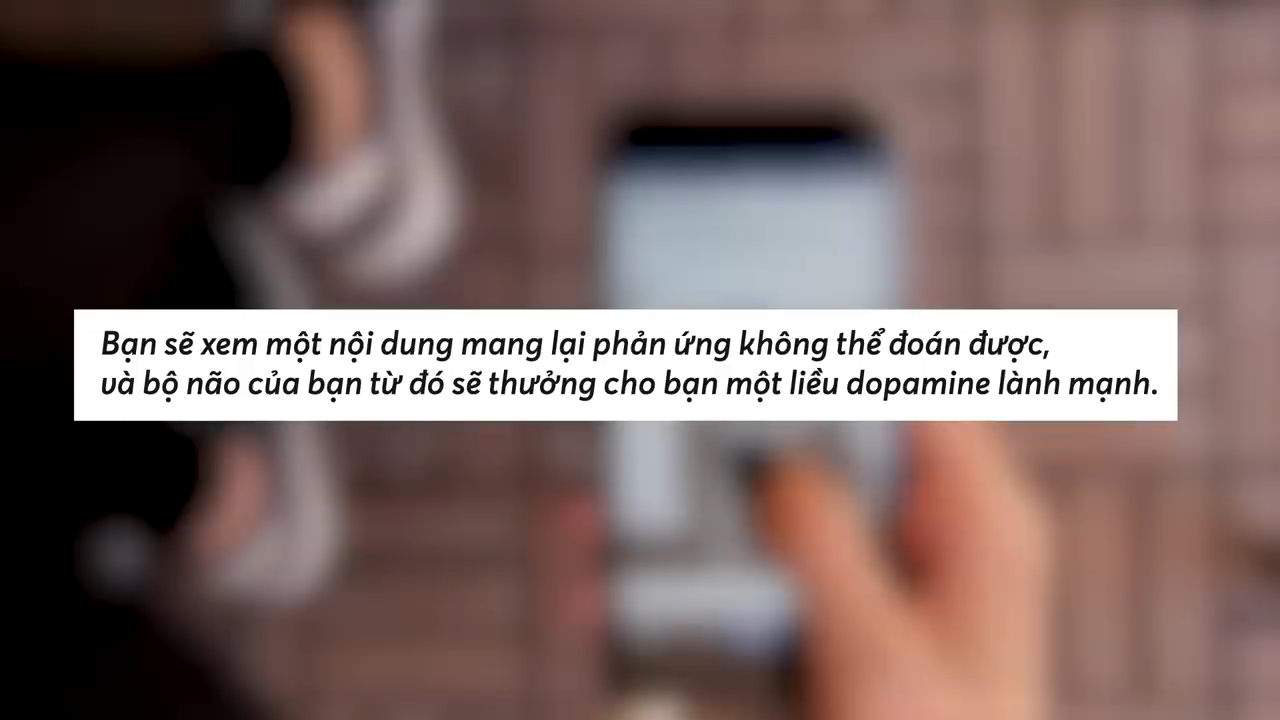 Bạn sẽ xem một nội dung mang lại phản ứng không thể đoán được,
và bộ não của bạn từ đó sẽ thưởng cho bạn một liều dopamine lành mạnh.